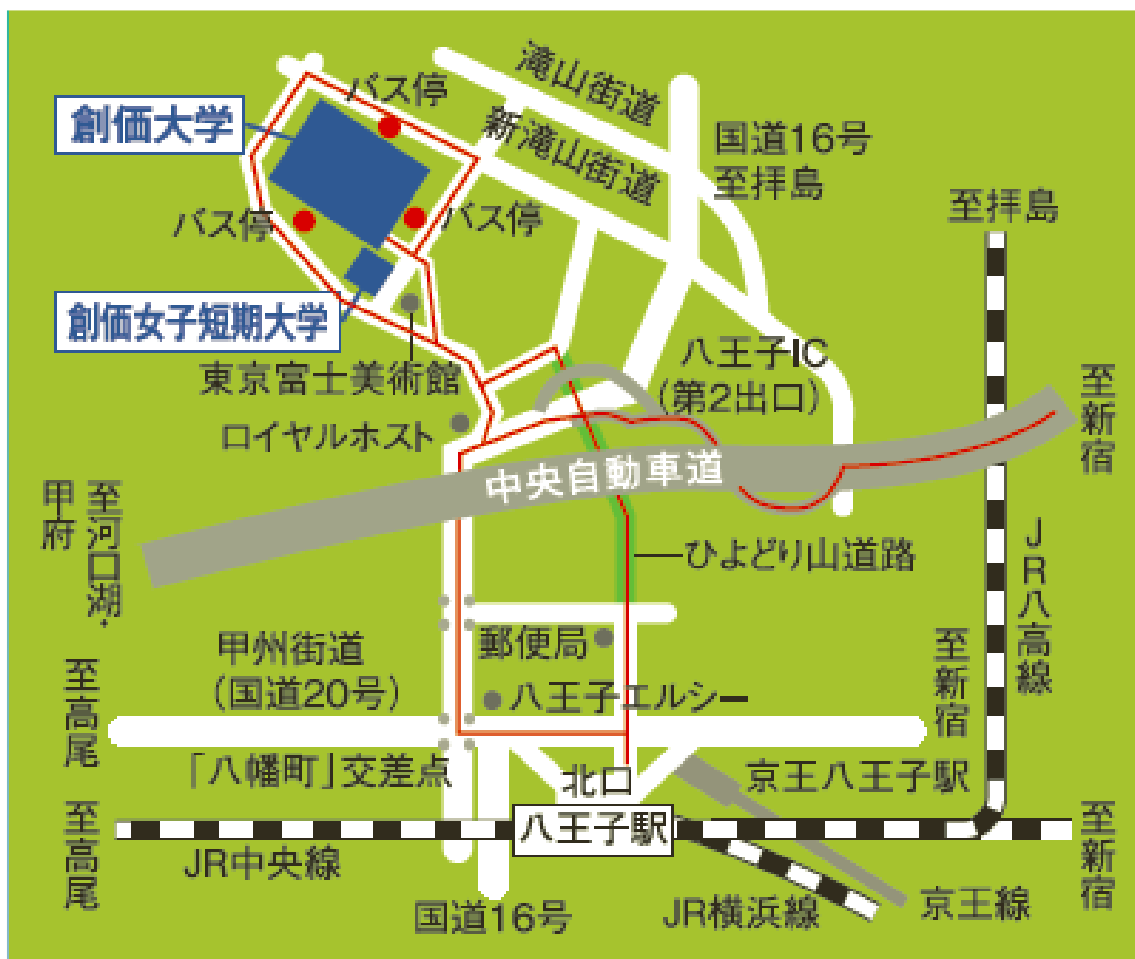 滝山街道
バス停
創価大学
新滝山街道
国道16号
至拝島
至拝島
バス停
バス停
創価女子短期大学
東京富士美術館
八王子IC
(第2出口)
至新宿
ロイヤルホスト
中央自動車道
至河口湖・
甲府
ひよどり山道路
JR八高線
郵便局
甲州街道
(国道20号)
至新宿
至高尾
八王子エルシー
「八幡町」交差点
北口
京王八王子駅
至高尾
八王子駅
至新宿
JR中央線
国道16号
JR横浜線
京王線